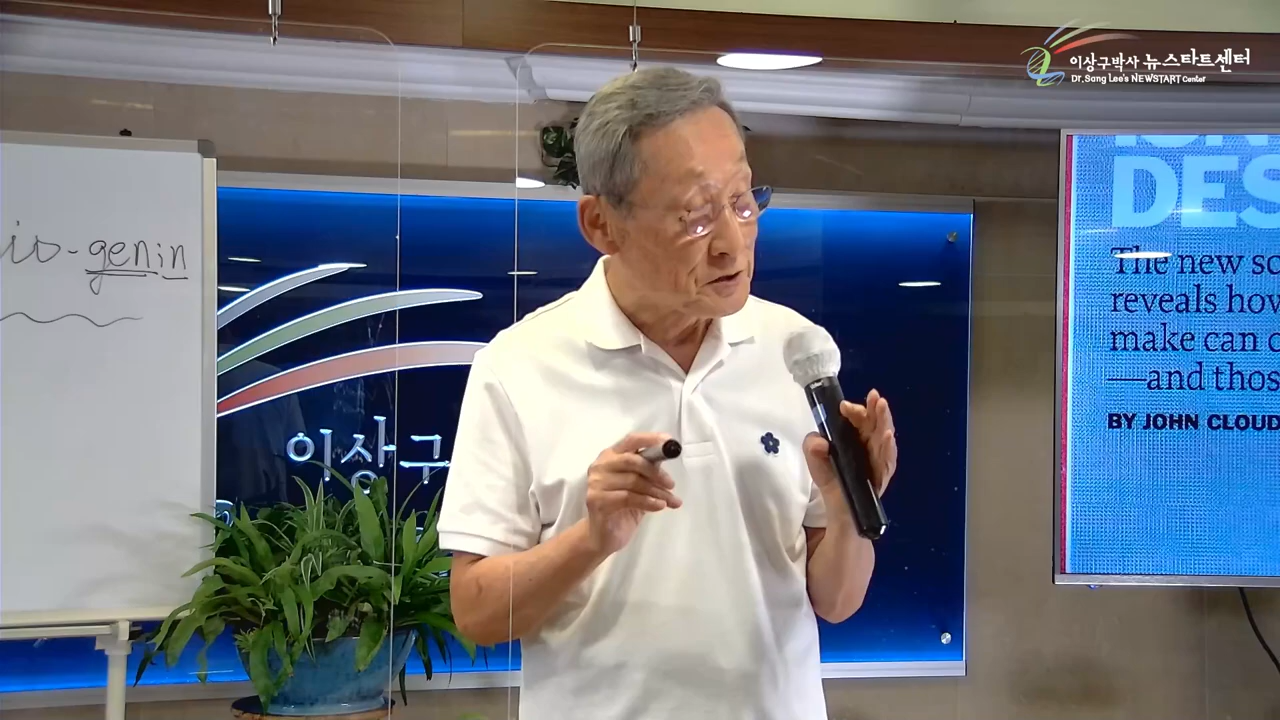 이상구박사 뉴스타트센터
Dr. Sang Lee's NEWSTART Center
io-genin
이상구
DES
The new sc
reveals how
make can c
—and thos
BY JOHN CLOUD